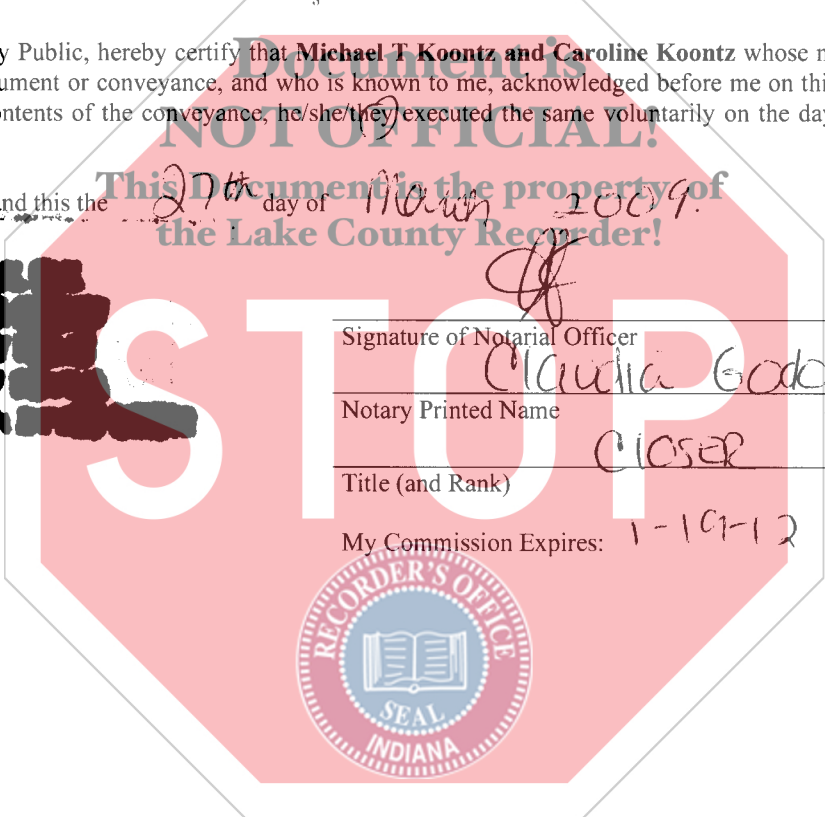 y Public, hereby certify that Michael T Koontz and Caroline Koontz whose n
ument or conveyance, and who is known to me, acknowledged before me on thi
ontents of the conveyance, he/she/they executed the same voluntarily on the day
nd this the 27th day of March 2009.
Document is
NOT OFFICIAL!
This Document is the property of
the Lake County Recorder!
STOP
Signature of Notarial Officer
Claudia Godo
Notary Printed Name
CLOSER
Title (and Rank)
My Commission Expires: 1-19-12
RECORDER'S OFFICE
SEAL
INDIANA